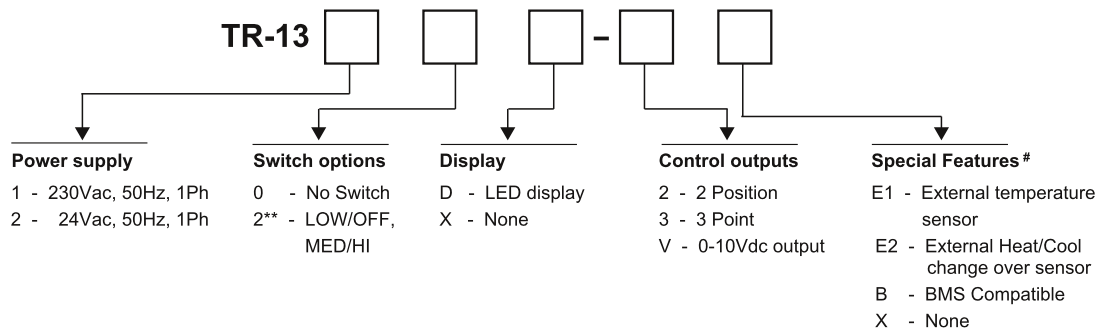 TR-13 –
Power supply
1 - 230Vac, 50Hz, 1Ph
2 - 24Vac, 50Hz, 1Ph
Switch options
0 - No Switch
2** - LOW/OFF,
MED/HI
Display
D - LED display
X - None
Control outputs
2 - 2 Position
3 - 3 Point
V - 0-10Vdc output
Special Features #
E1 - External temperature
sensor
E2 - External Heat/Cool
change over sensor
B - BMS Compatible
X - None